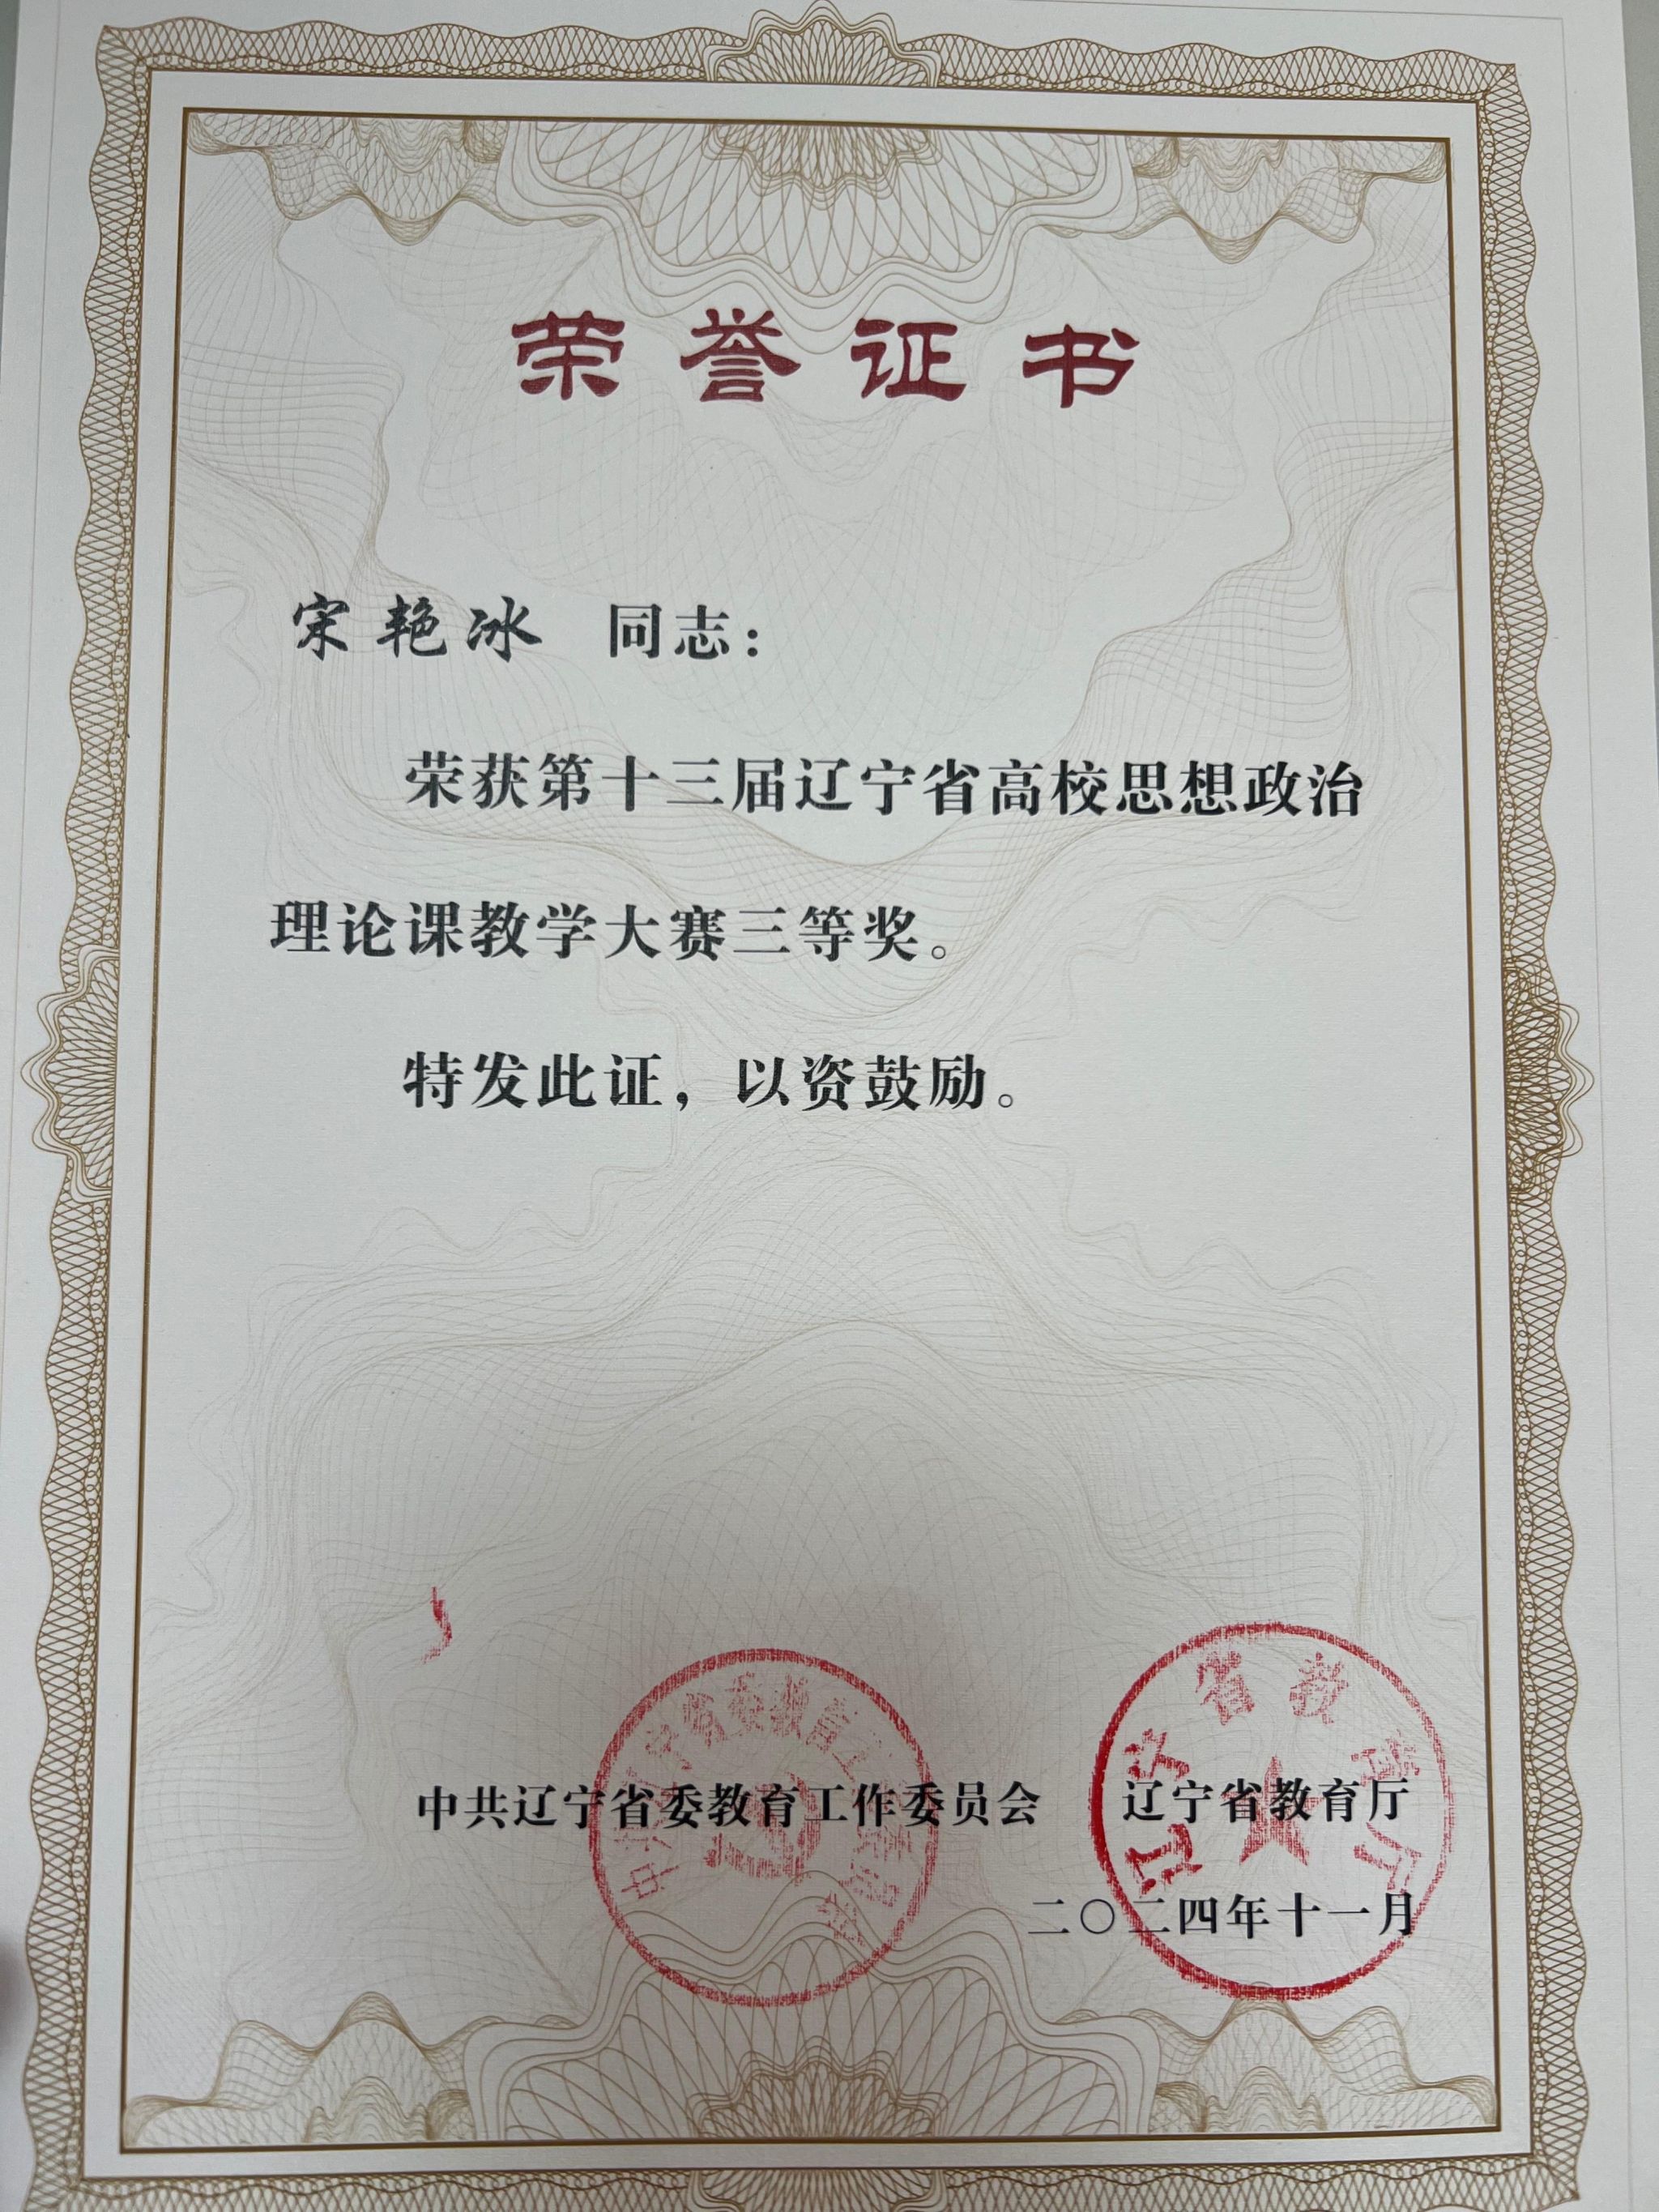 荣誉证书
宋艳冰 同志：
荣获第十三届辽宁省高校思想政治
理论课教学大赛三等奖。
特发此证，以资鼓励。
中共辽宁省委教育工作委员会 辽宁省教育厅
二〇二四年十一月